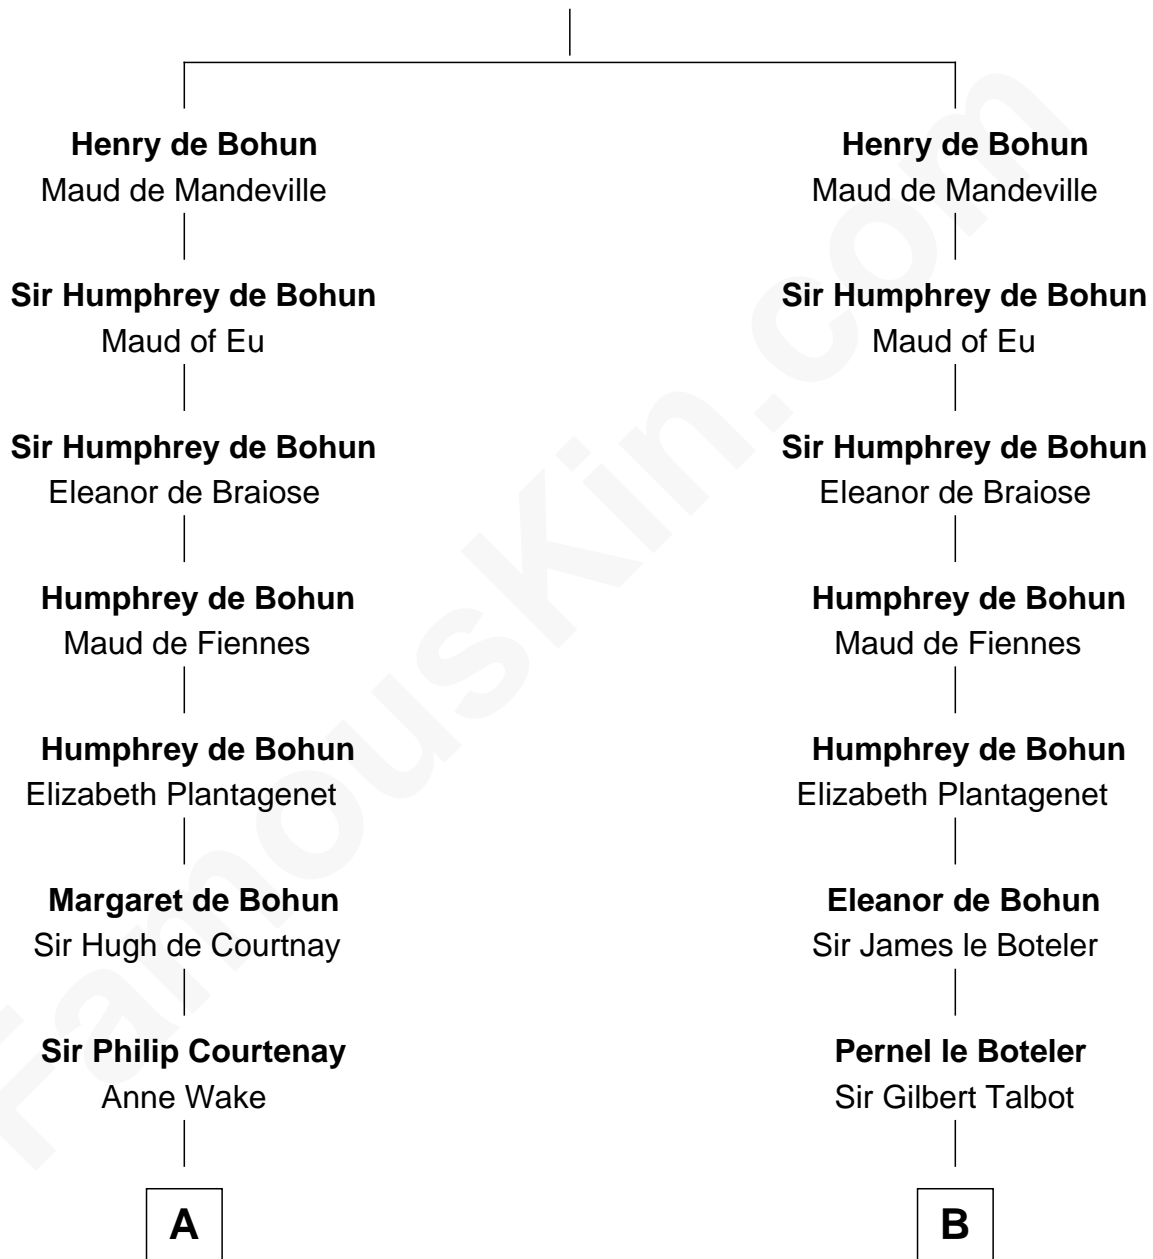 Henry de Bohun
Maud de Mandeville
Sir Humphrey de Bohun
Maud of Eu
Sir Humphrey de Bohun
Eleanor de Braiose
Humphrey de Bohun
Maud de Fiennes
Humphrey de Bohun
Elizabeth Plantagenet
Margaret de Bohun
Sir Hugh de Courtnay
Sir Philip Courtenay
Anne Wake
A
Henry de Bohun
Maud de Mandeville
Sir Humphrey de Bohun
Maud of Eu
Sir Humphrey de Bohun
Eleanor de Braiose
Humphrey de Bohun
Maud de Fiennes
Humphrey de Bohun
Elizabeth Plantagenet
Eleanor de Bohun
Sir James le Boteler
Pernel le Boteler
Sir Gilbert Talbot
B
FamousKin.com